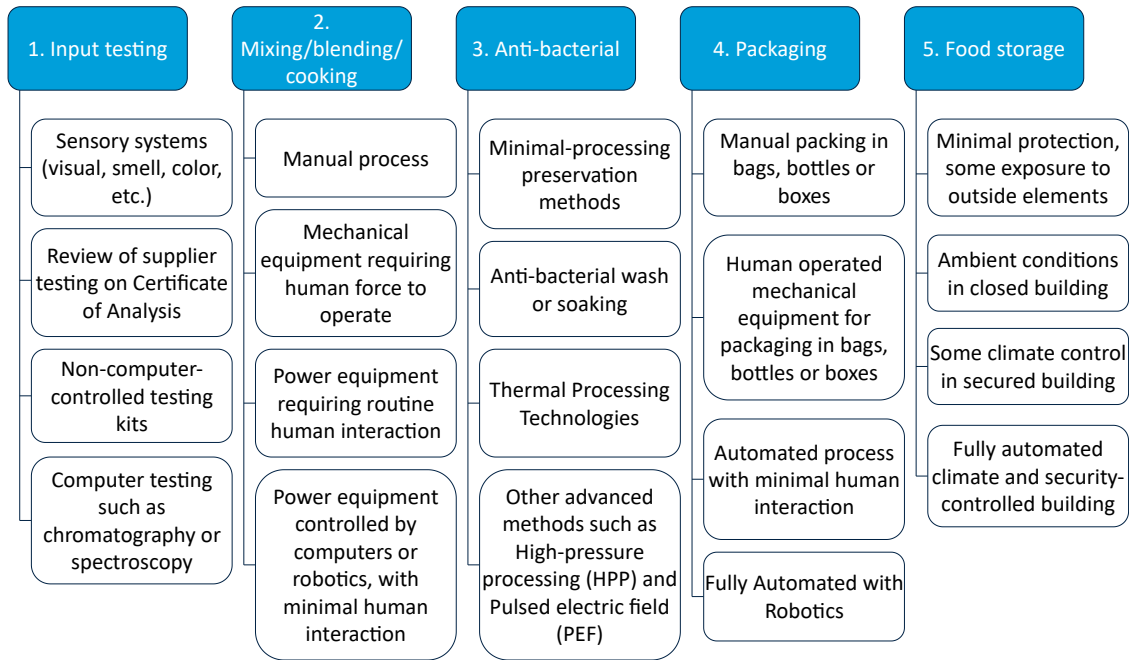 1. Input testing
Sensory systems
(visual, smell, color,
etc.)
Review of supplier
testing on Certificate
of Analysis
Non-computer-
controlled testing
kits
Computer testing
such as
chromatography or
spectroscopy
2.
Mixing/blending/
cooking
Manual process
Mechanical
equipment requiring
human force to
operate
Power equipment
requiring routine
human interaction
Power equipment
controlled by
computers or
robotics, with
minimal human
interaction
3. Anti-bacterial
Minimal-processing
preservation
methods
Anti-bacterial wash
or soaking
Thermal Processing
Technologies
Other advanced
methods such as
High-pressure
processing (HPP) and
Pulsed electric field
(PEF)
4. Packaging
Manual packing in
bags, bottles or
boxes
Human operated
mechanical
equipment for
packaging in bags,
bottles or boxes
Automated process
with minimal human
interaction
Fully Automated with
Robotics
5. Food storage
Minimal protection,
some exposure to
outside elements
Ambient conditions
in closed building
Some climate control
in secured building
Fully automated
climate and security-
controlled building